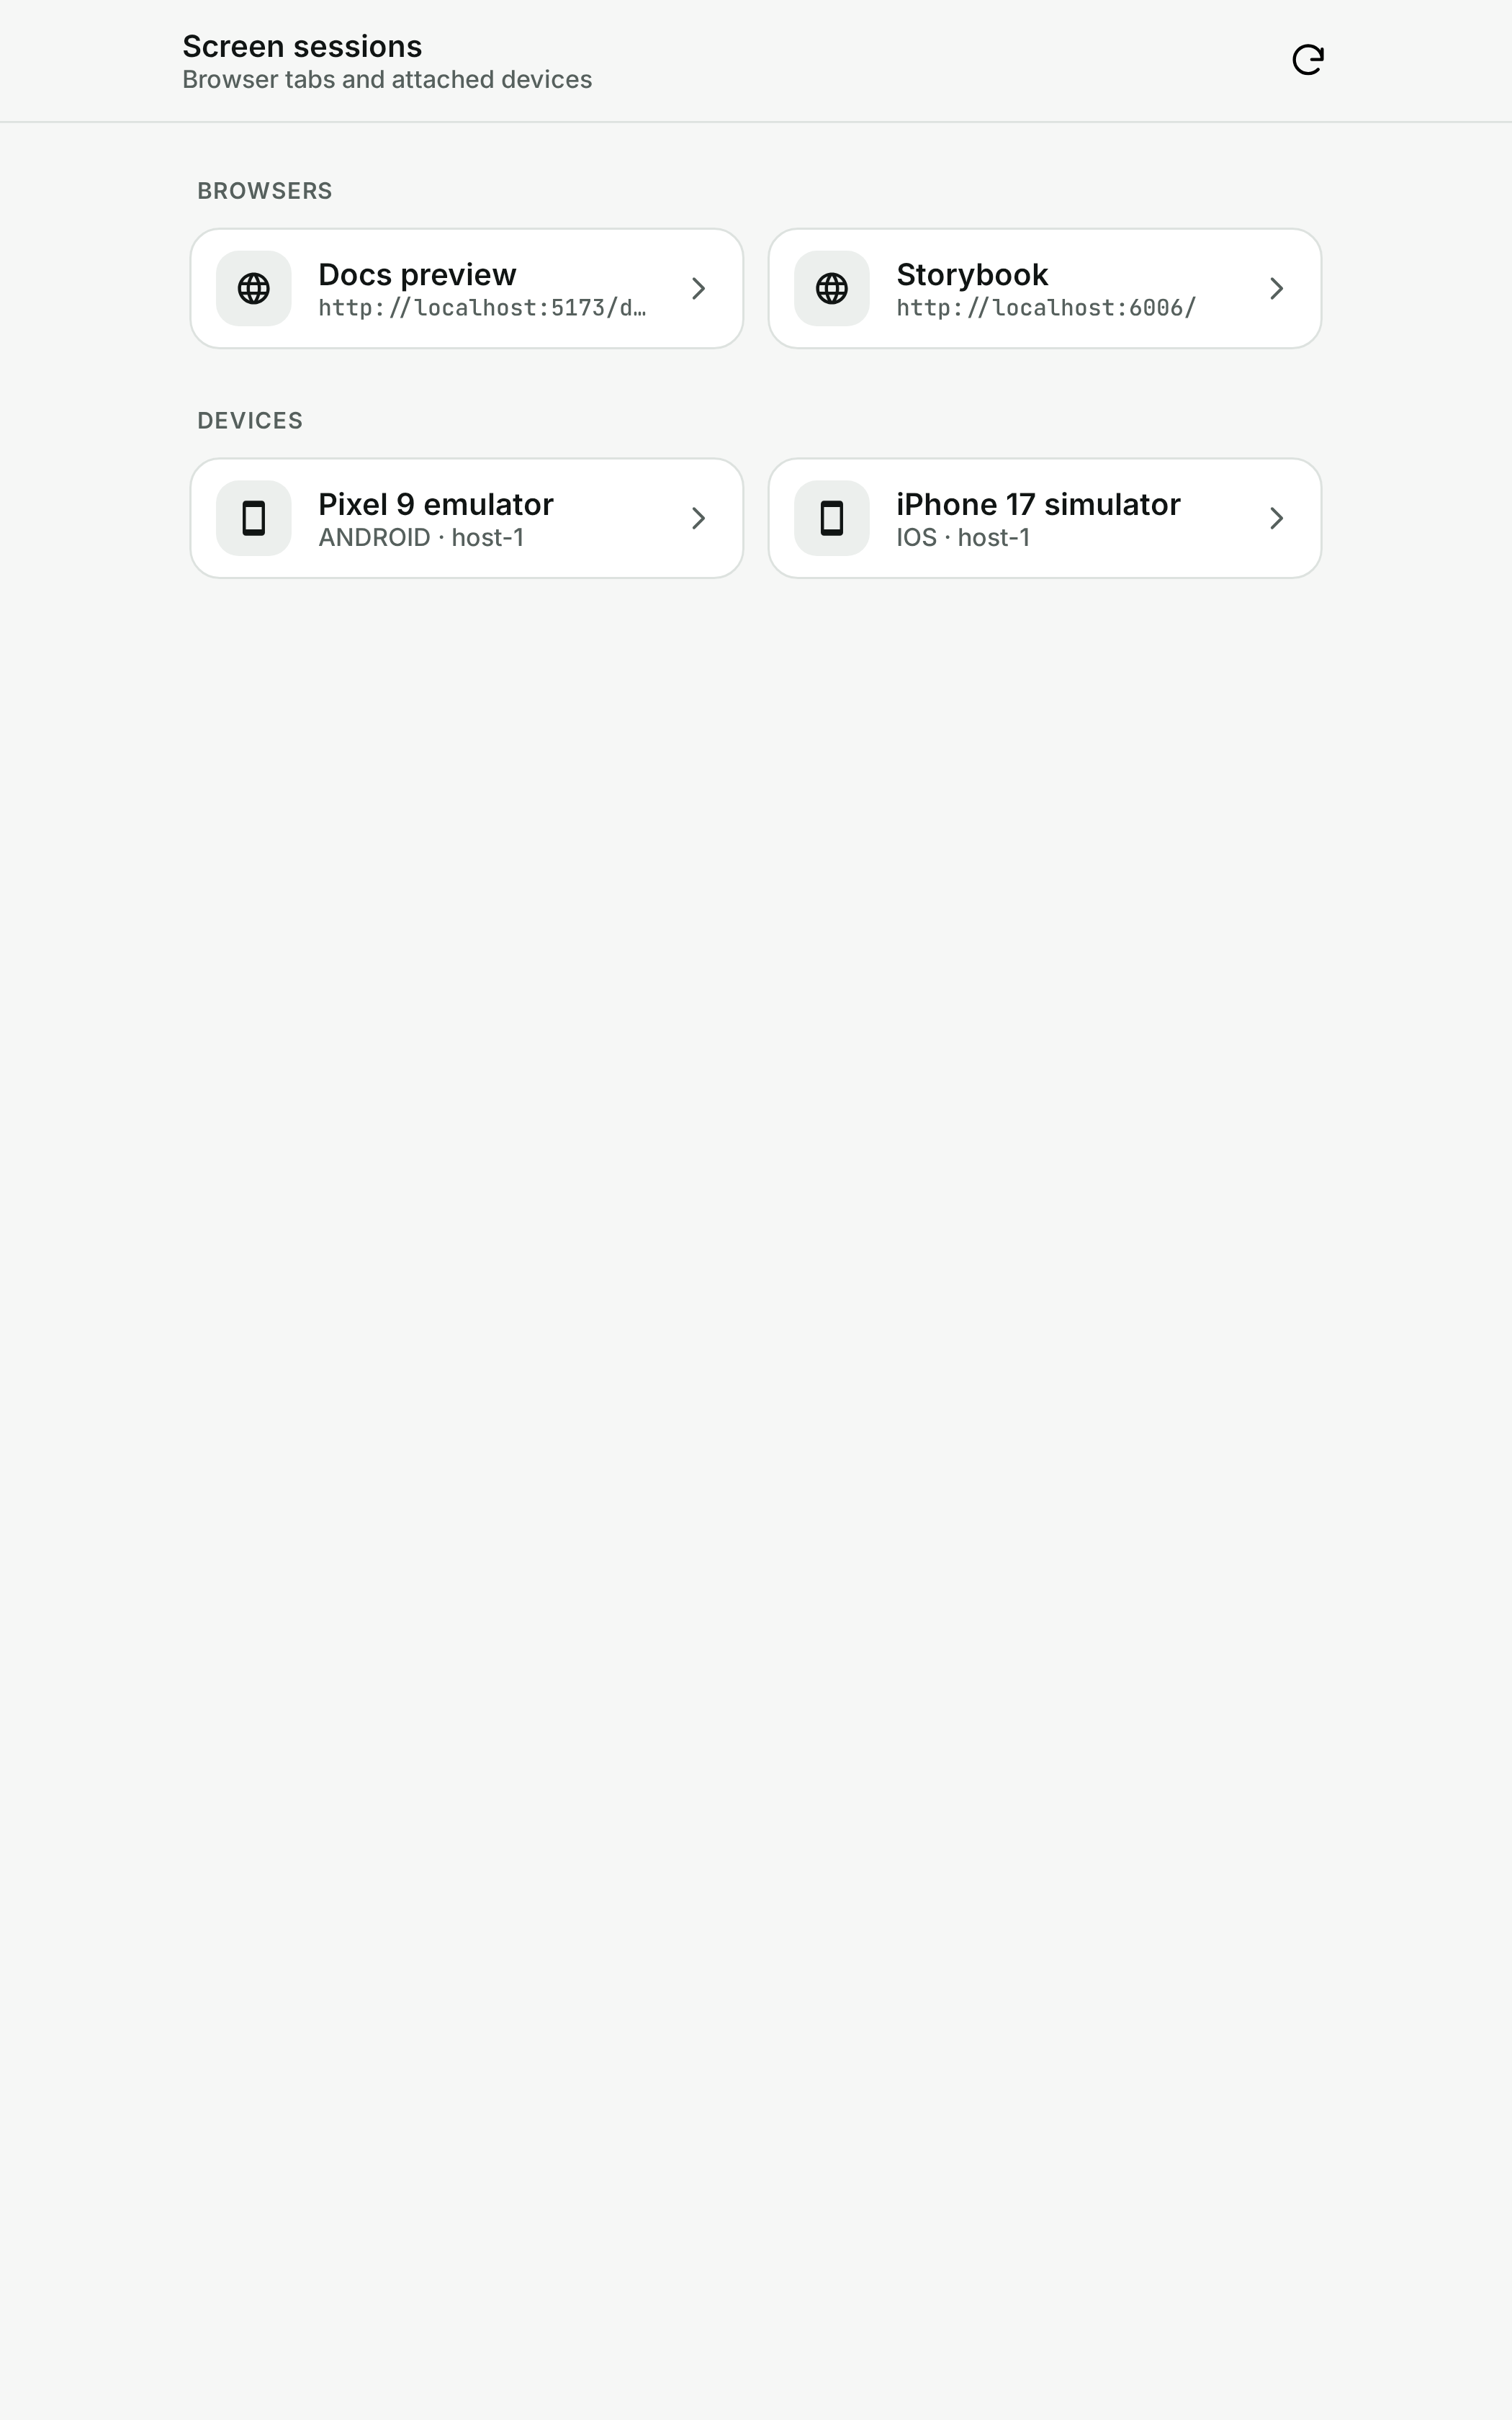 Screen sessions
Browser tabs and attached devices
BROWSERS
Docs preview
http://localhost:5173/d…
Storybook
http://localhost:6006/
DEVICES
Pixel 9 emulator
ANDROID · host-1
iPhone 17 simulator
IOS · host-1